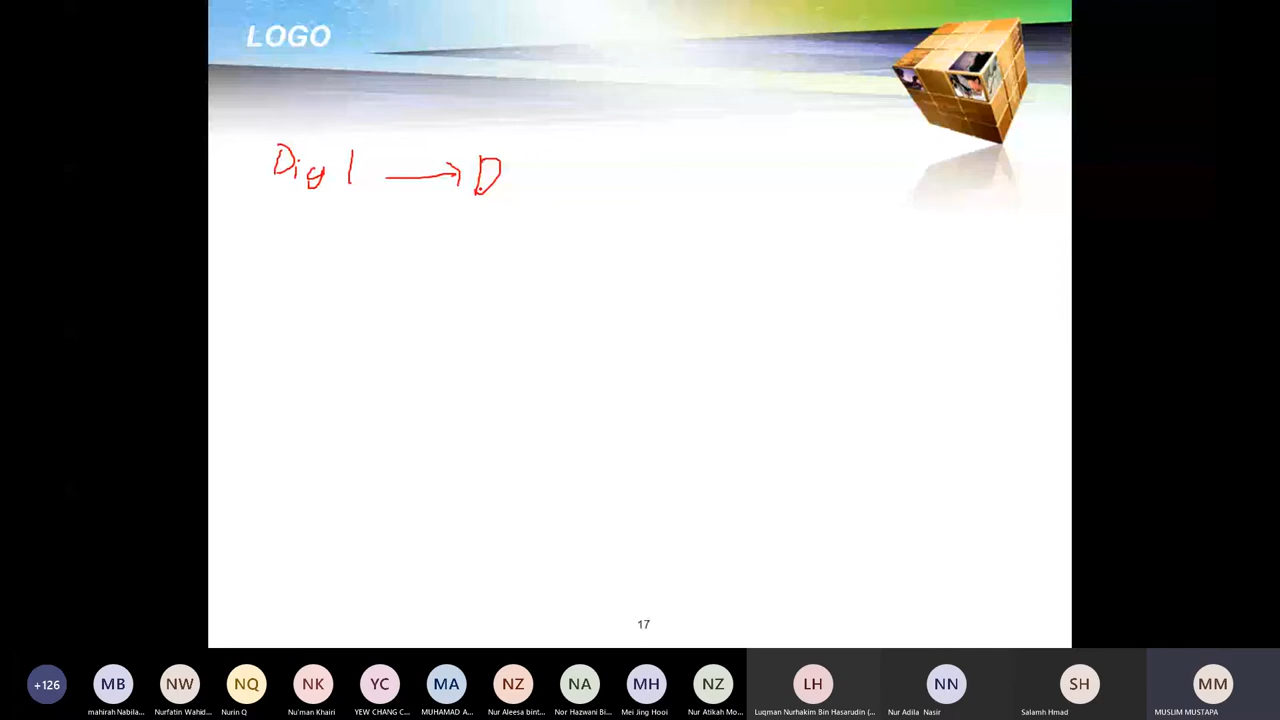 LOGO
Dig 1 → D
17
+126
MB
NW
NQ
NK
YC
MA
NZ
NA
MH
NZ
LH
NN
SH
MM
mahirah Nabila...
Nurfatin Wahid...
Nurin Q
Nu'man Khairi
YEW CHANG C...
MUHAMAD A...
Nur Aleesa bint...
Nor Hazwani Bi...
Mei Jing Hooi
Nur Atikah Mo...
Luqman Nurhakim Bin Hasarudin (...
Nur Adila Nasir
Salamh Hmad
MUSLIM MUSTAPA